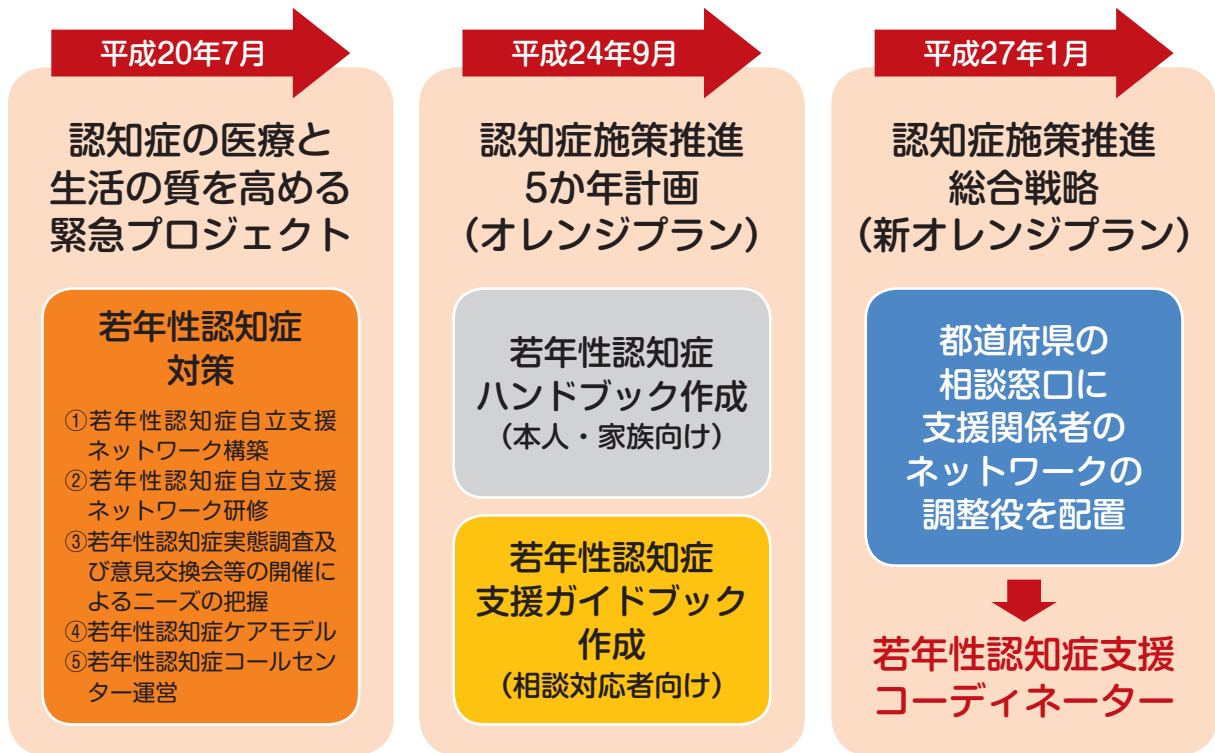 平成20年7月
認知症の医療と
生活の質を高める
緊急プロジェクト
若年性認知症
対策
①若年性認知症自立支援
ネットワーク構築
②若年性認知症自立支援
ネットワーク研修
③若年性認知症実態調査及
び意見交換会等の開催に
よるニーズの把握
④若年性認知症ケアモデル
⑤若年性認知症コールセン
ター運営
平成24年9月
認知症施策推進
5か年計画
（オレンジプラン）
若年性認知症
ハンドブック作成
（本人・家族向け）
若年性認知症
支援ガイドブック
作成
（相談対応者向け）
平成27年1月
認知症施策推進
総合戦略
（新オレンジプラン）
都道府県の
相談窓口に
支援関係者の
ネットワークの
調整役を配置
若年性認知症支援
コーディネーター